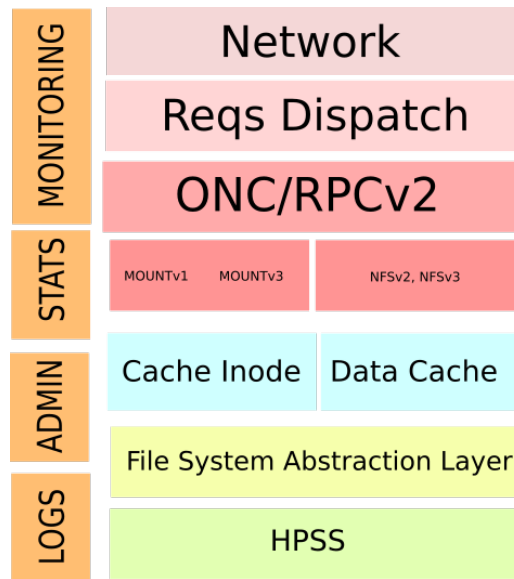 MONITORING
STATS
ADMIN
LOGS
Network
Reqs Dispatch
ONC/RPCv2
MOUNTv1 MOUNTv3
NFSv2, NFSv3
Cache Inode
Data Cache
File System Abstraction Layer
HPSS